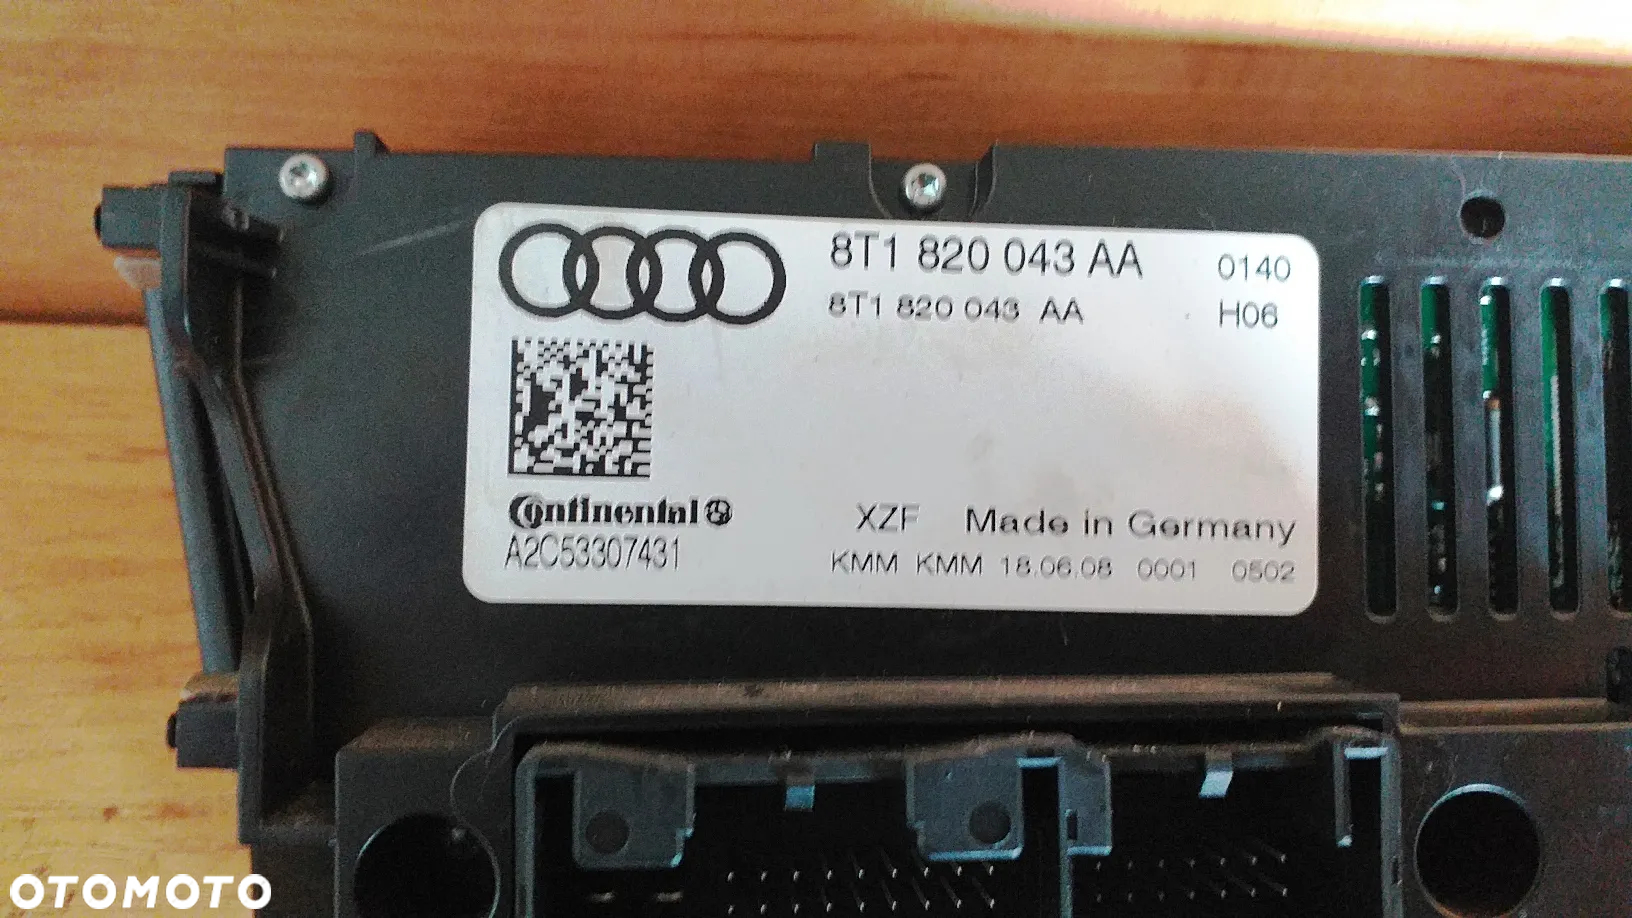 8T1 820 043 AA 0140
8T1 820 043 AA H06
Continental
A2C53307431
XZF Made in Germany
KMM KMM 18.06.08 0001 0502
OTOMOTO